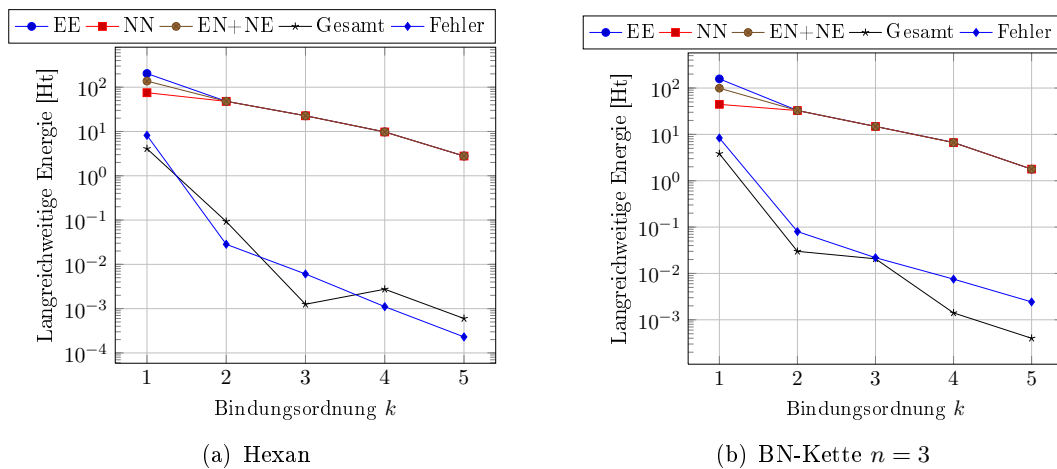 EE NN EN+NE Gesamt Fehler
Langreichweitige Energie [Ht]
10^2
10^1
10^0
10^-1
10^-2
10^-3
10^-4
1 2 3 4 5
Bindungsordnung k
(a) Hexan
EE NN EN+NE Gesamt Fehler
Langreichweitige Energie [Ht]
10^2
10^1
10^0
10^-1
10^-2
10^-3
1 2 3 4 5
Bindungsordnung k
(b) BN-Kette n = 3